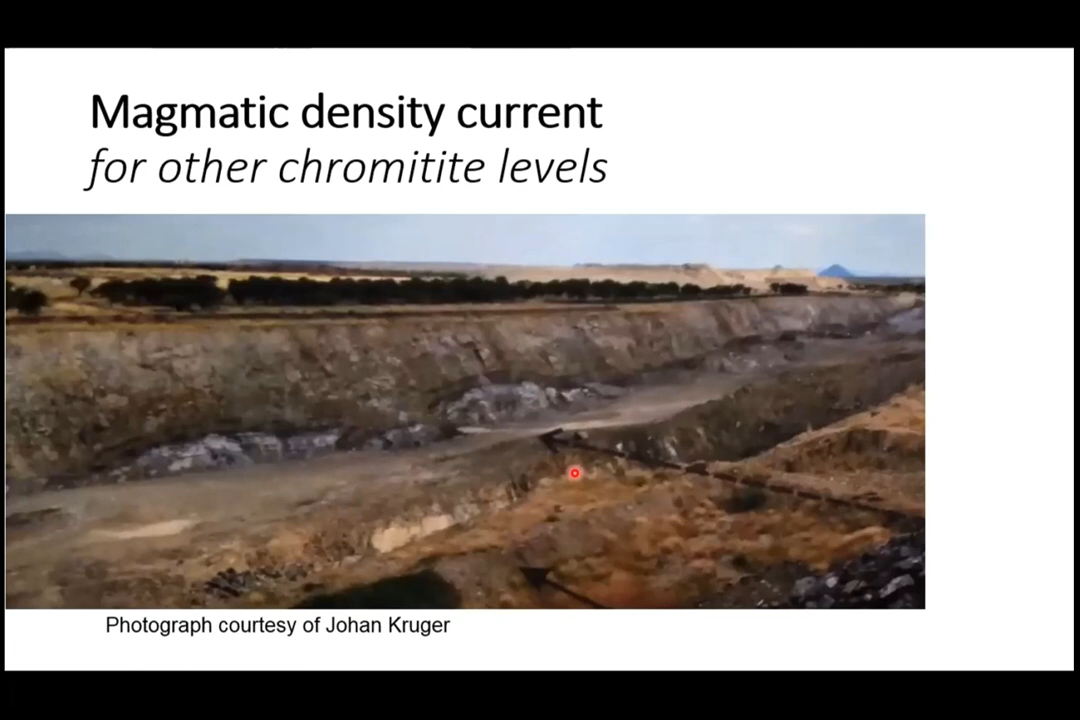 Magmatic density current
for other chromitite levels
Photograph courtesy of Johan Kruger